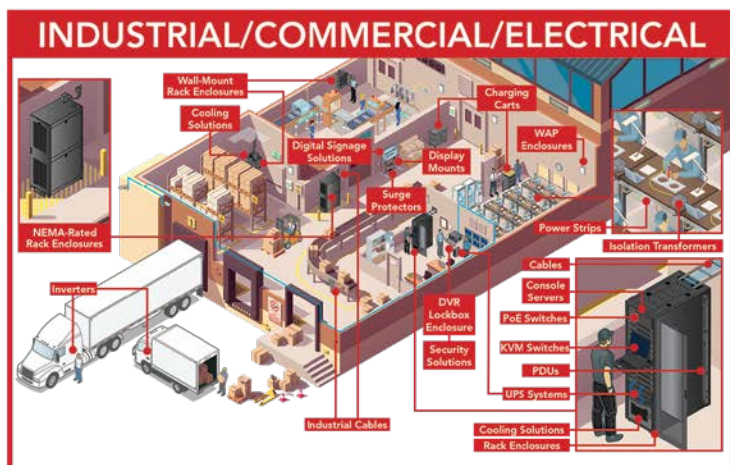 INDUSTRIAL/COMMERCIAL/ELECTRICAL
Wall-Mount
Rack Enclosures
Cooling
Solutions
Digital Signage
Solutions
Charging
Carts
WAP
Enclosures
Display
Mounts
Surge
Protectors
Power Strips
Isolation Transformers
NEMA-Rated
Rack Enclosures
Inverters
DVR
Lockbox
Enclosure
Security
Solutions
Industrial Cables
Cables
Console
Servers
PoE Switches
KVM Switches
PDUs
UPS Systems
Cooling Solutions
Rack Enclosures